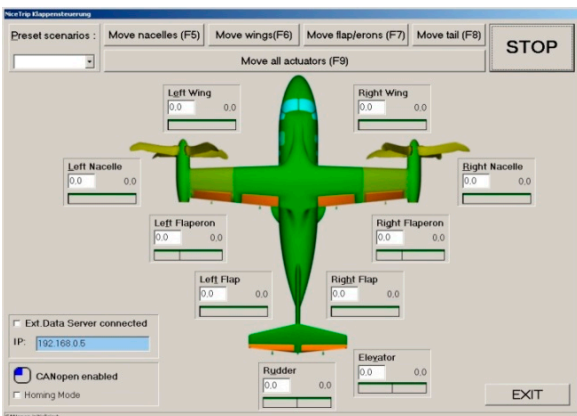 NiceTrip Klappensteuerung
Preset scenarios :
Move nacelles (F5)
Move wings(F6)
Move flap/erons (F7)
Move tail (F8)
STOP
Move all actuators (F9)
Left Wing
0,0 0,0
Right Wing
0,0 0,0
Left Nacelle
0,0 0,0
Right Nacelle
0,0 0,0
Left Flaperon
0,0 0,0
Right Flaperon
0,0 0,0
Left Flap
0,0 0,0
Right Flap
0,0 0,0
Ext.Data Server connected
IP: 192.168.0.5
CANopen enabled
Homing Mode
Rudder
0,0 0,0
Elevator
0,0 0,0
EXIT